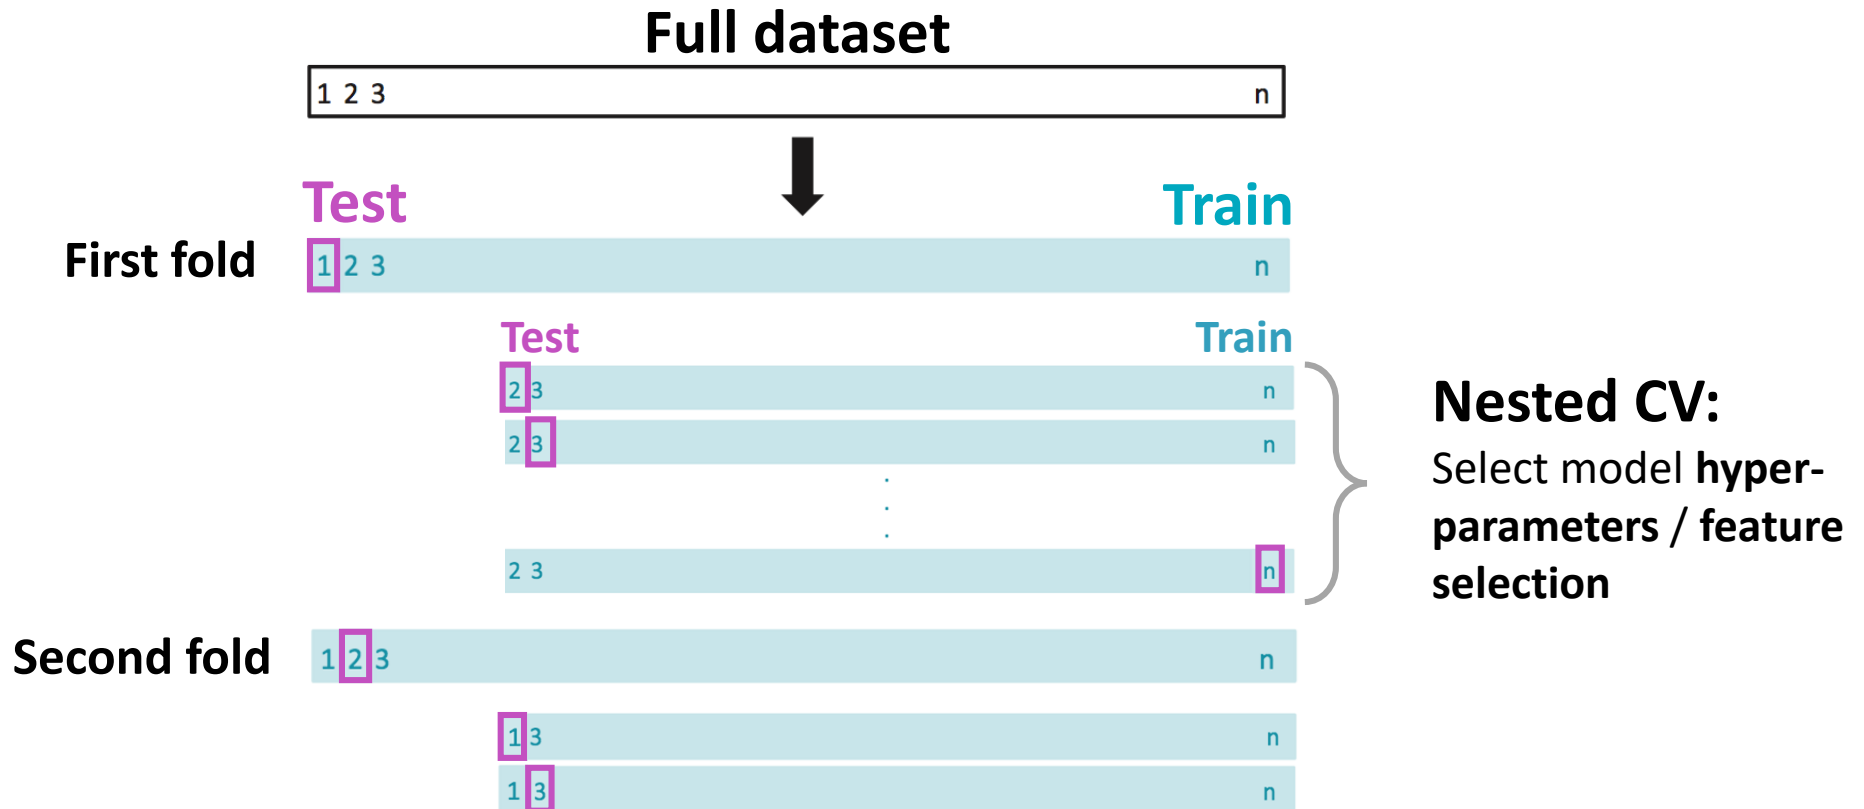 Full dataset
1 2 3 n
Test Train
First fold 1 2 3 n
Test Train
2 3 n
2 3 n
2 3 n
Nested CV:
Select model hyper-
parameters / feature
selection
Second fold 1 2 3 n
1 3 n
1 3 n